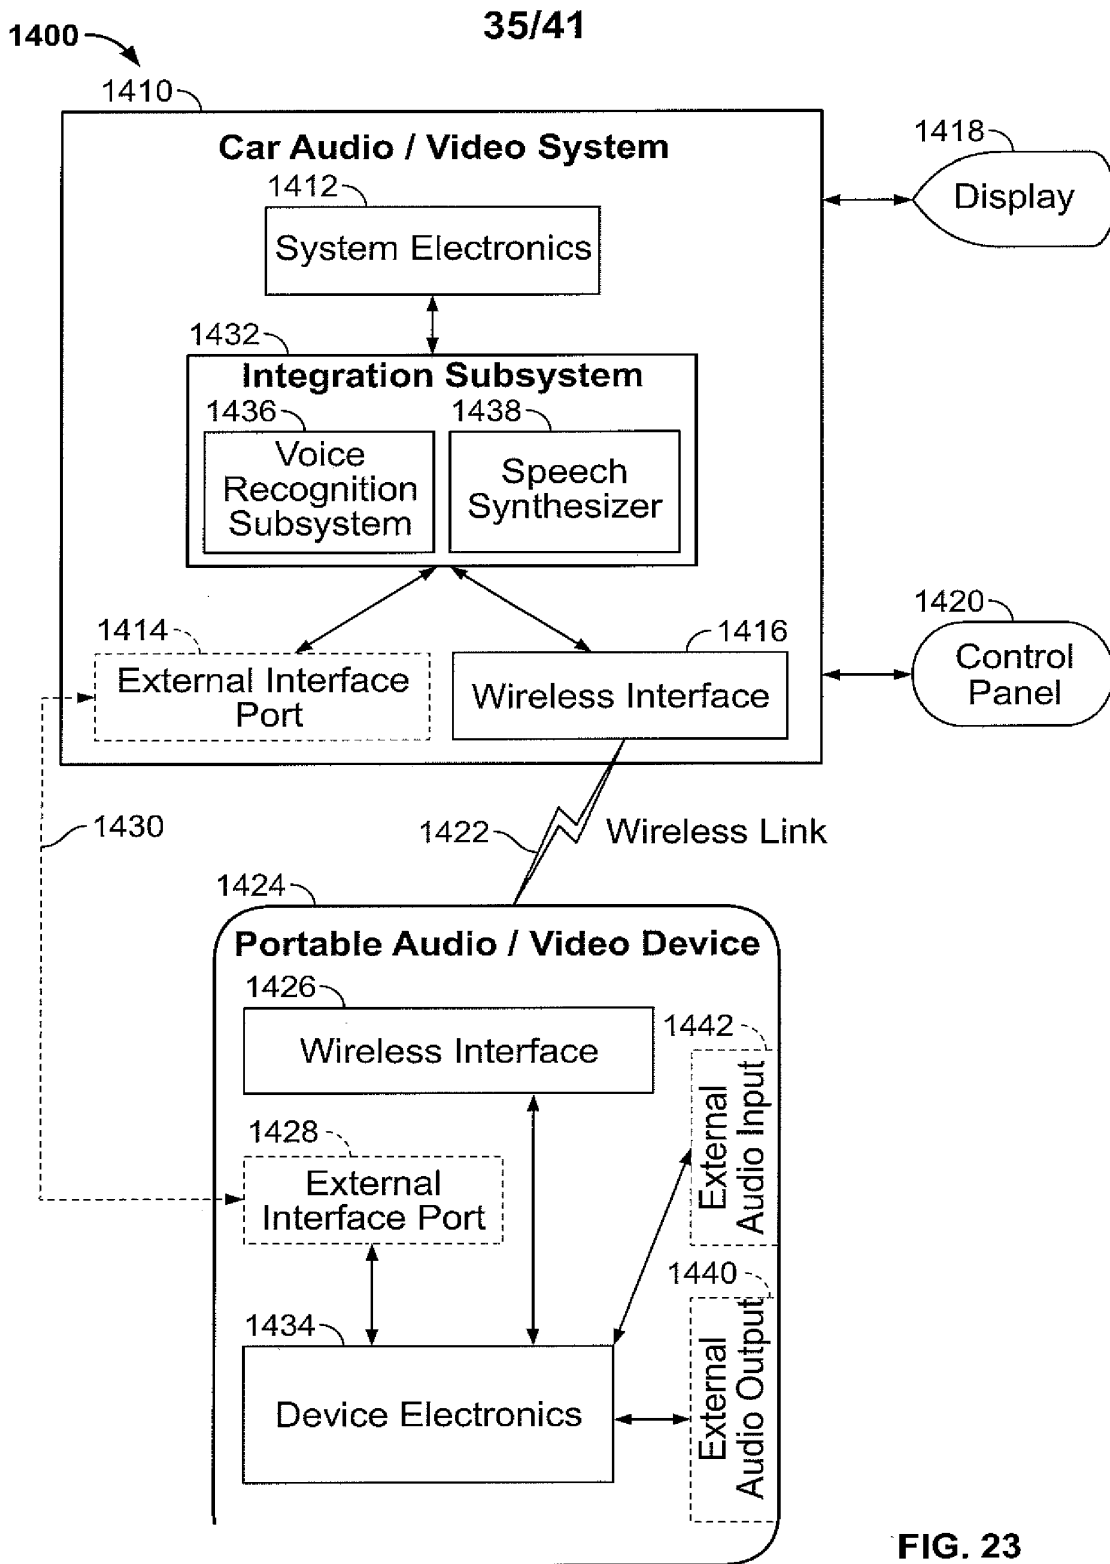 35/41
1400
1410
Car Audio / Video System
1412
System Electronics
1432
Integration Subsystem
1436
Voice
Recognition
Subsystem
1438
Speech
Synthesizer
1414
External Interface
Port
1416
Wireless Interface
1418
Display
1420
Control
Panel
1430
1422
Wireless Link
1424
Portable Audio / Video Device
1426
Wireless Interface
1442
External
Audio Input
1428
External
Interface Port
1440
External
Audio Output
1434
Device Electronics
FIG. 23